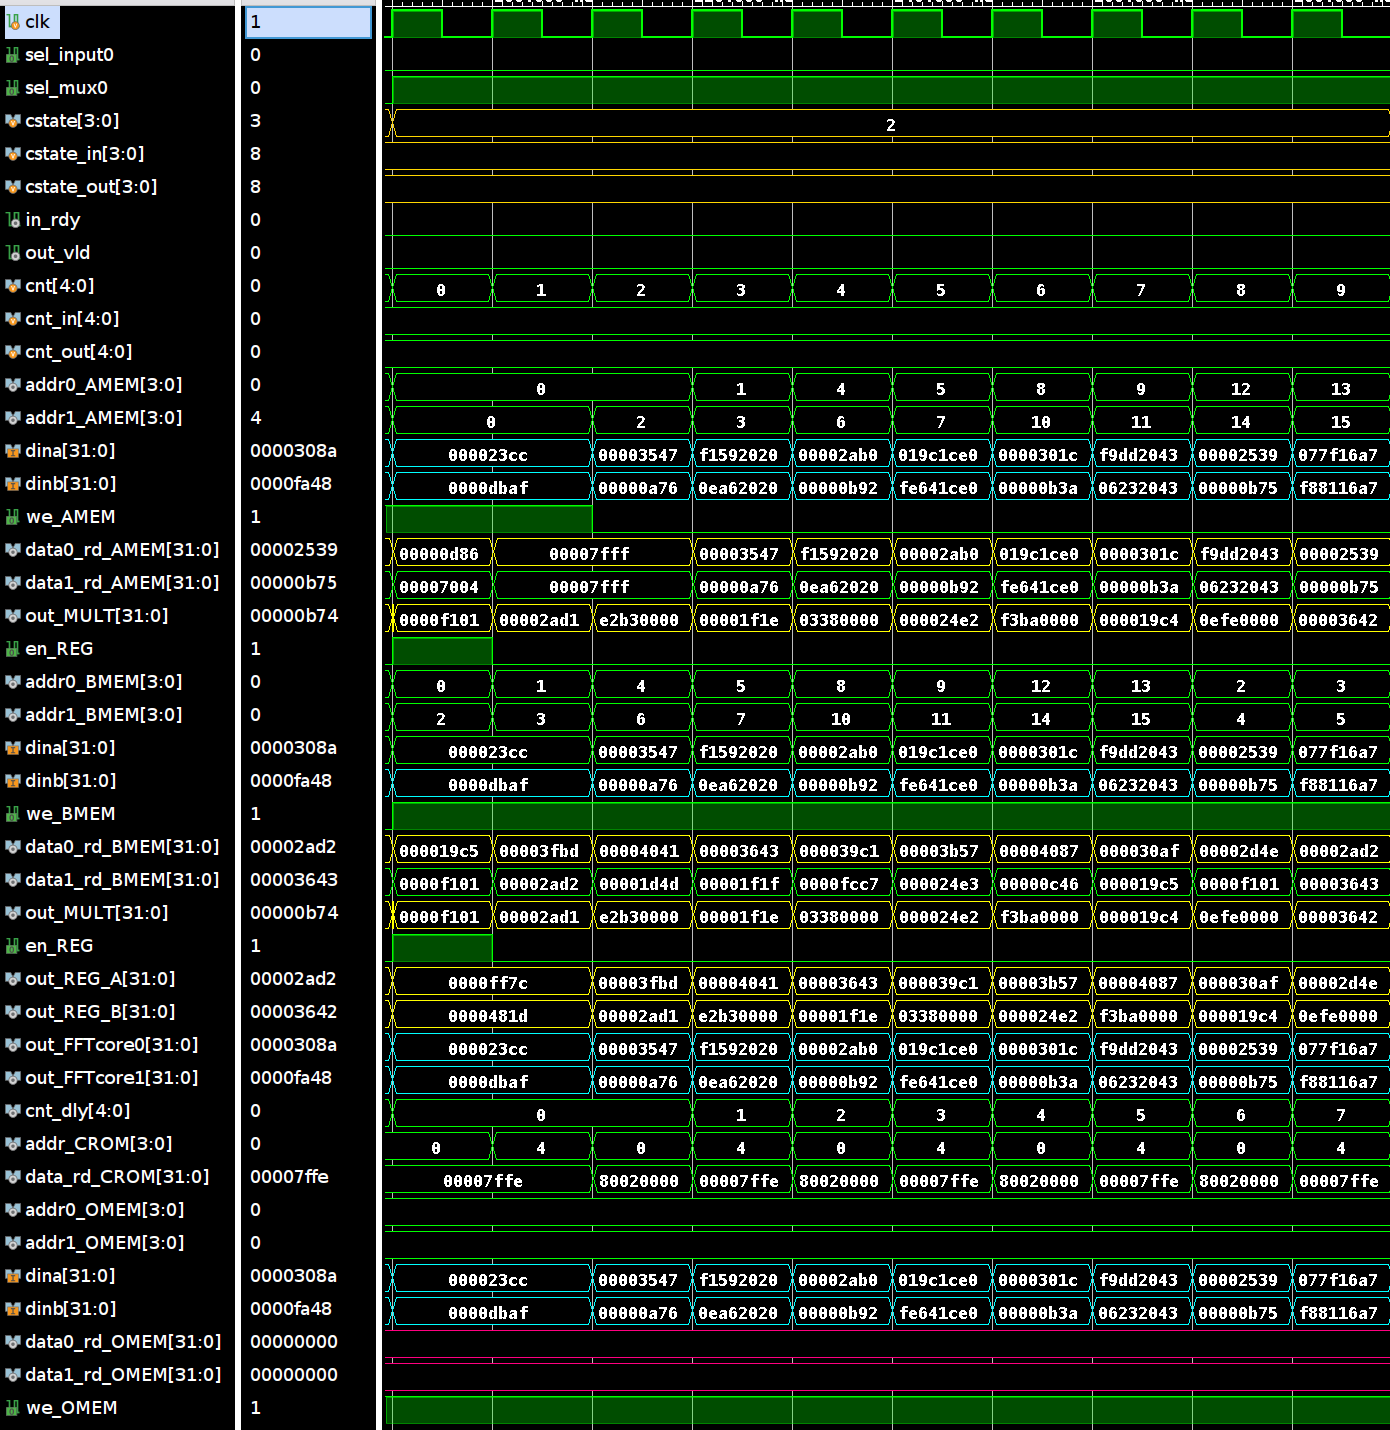 clk 1
sel_input0 0
sel_mux0 0
cstate[3:0] 3 2
cstate_in[3:0] 8
cstate_out[3:0] 8
in_rdy 0
out_vld 0
cnt[4:0] 0 0 1 2 3 4 5 6 7 8 9
cnt_in[4:0] 0
cnt_out[4:0] 0
addr0_AMEM[3:0] 0 0 1 4 5 8 9 12 13
addr1_AMEM[3:0] 4 0 2 3 6 7 10 11 14 15
dina[31:0] 0000308a 000023cc 00003547 f1592020 00002ab0 019c1ce0 0000301c f9dd2043 00002539 077f16a7
dinb[31:0] 0000fa48 0000dbaf 00000a76 0ea62020 00000b92 fe641ce0 00000b3a 06232043 00000b75 f88116a7
we_AMEM 1
data0_rd_AMEM[31:0] 00002539 00000d86 00007fff 00003547 f1592020 00002ab0 019c1ce0 0000301c f9dd2043 00002539
data1_rd_AMEM[31:0] 00000b75 00007004 00007fff 00000a76 0ea62020 00000b92 fe641ce0 00000b3a 06232043 00000b75
out_MULT[31:0] 00000b74 0000f101 00002ad1 e2b30000 00001f1e 03380000 000024e2 f3ba0000 000019c4 0efe0000 00003642
en_REG 1
addr0_BMEM[3:0] 0 0 1 4 5 8 9 12 13 2 3
addr1_BMEM[3:0] 0 2 3 6 7 10 11 14 15 4 5
dina[31:0] 0000308a 000023cc 00003547 f1592020 00002ab0 019c1ce0 0000301c f9dd2043 00002539 077f16a7
dinb[31:0] 0000fa48 0000dbaf 00000a76 0ea62020 00000b92 fe641ce0 00000b3a 06232043 00000b75 f88116a7
we_BMEM 1
data0_rd_BMEM[31:0] 00002ad2 000019c5 00003fbd 00004041 00003643 000039c1 00003b57 00004087 000030af 00002d4e 00002ad2
data1_rd_BMEM[31:0] 00003643 0000f101 00002ad2 00001d4d 00001f1f 0000fcc7 000024e3 00000c46 000019c5 0000f101 00003643
out_MULT[31:0] 00000b74 0000f101 00002ad1 e2b30000 00001f1e 03380000 000024e2 f3ba0000 000019c4 0efe0000 00003642
en_REG 1
out_REG_A[31:0] 00002ad2 0000ff7c 00003fbd 00004041 00003643 000039c1 00003b57 00004087 000030af 00002d4e
out_REG_B[31:0] 00003642 0000481d 00002ad1 e2b30000 00001f1e 03380000 000024e2 f3ba0000 000019c4 0efe0000
out_FFTcore0[31:0] 0000308a 000023cc 00003547 f1592020 00002ab0 019c1ce0 0000301c f9dd2043 00002539 077f16a7
out_FFTcore1[31:0] 0000fa48 0000dbaf 00000a76 0ea62020 00000b92 fe641ce0 00000b3a 06232043 00000b75 f88116a7
cnt_dly[4:0] 0 0 1 2 3 4 5 6 7
addr_CROM[3:0] 0 0 4 0 4 0 4 0 4 0 4
data_rd_CROM[31:0] 00007ffe 00007ffe 80020000 00007ffe 80020000 00007ffe 80020000 00007ffe 80020000 00007ffe
addr0_OMEM[3:0] 0
addr1_OMEM[3:0] 0
dina[31:0] 0000308a 000023cc 00003547 f1592020 00002ab0 019c1ce0 0000301c f9dd2043 00002539 077f16a7
dinb[31:0] 0000fa48 0000dbaf 00000a76 0ea62020 00000b92 fe641ce0 00000b3a 06232043 00000b75 f88116a7
data0_rd_OMEM[31:0] 00000000
data1_rd_OMEM[31:0] 00000000
we_OMEM 1